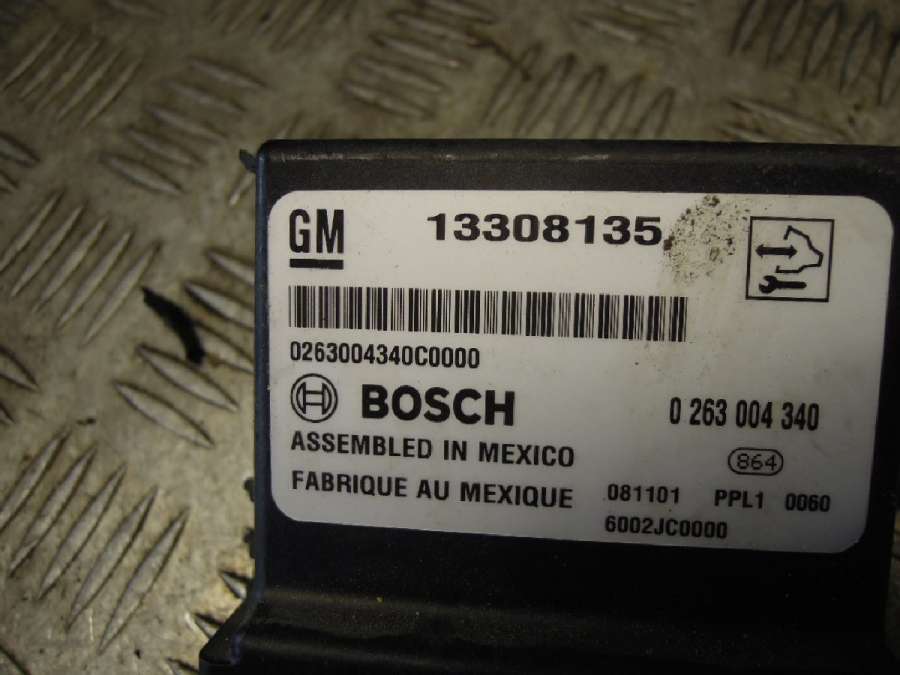 GM 13308135
0263004340C0000
BOSCH 0 263 004 340
ASSEMBLED IN MEXICO 864
FABRIQUE AU MEXIQUE 081101 PPL1 0060
6002JC0000